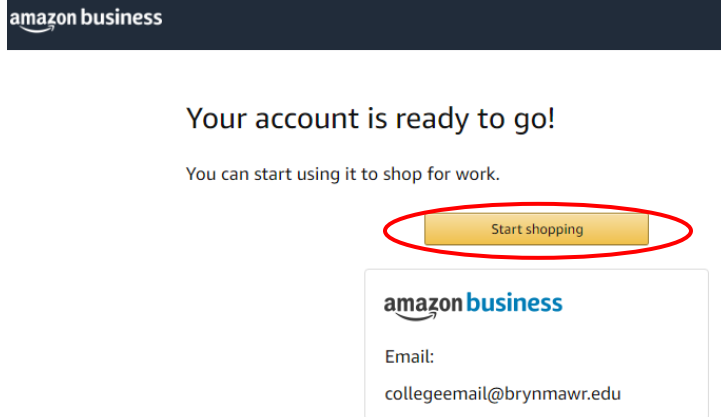 amazon business
Your account is ready to go!
You can start using it to shop for work.
Start shopping
amazon business
Email:
collegeemail@brynmawr.edu